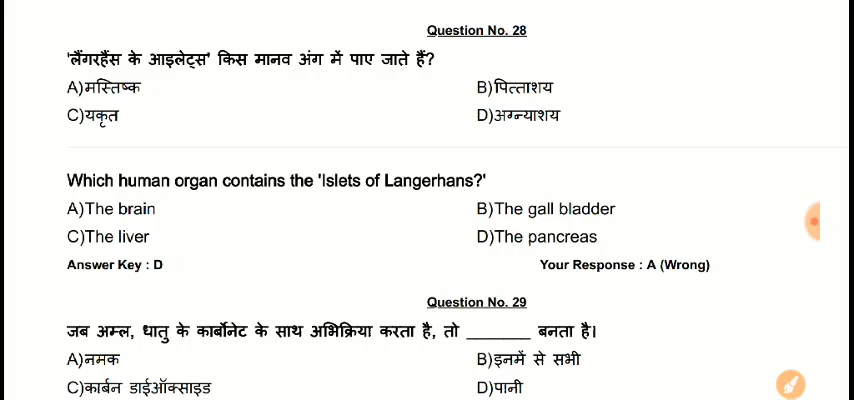 Question No. 28
'लैंगरहैंस के आइलेट्स' किस मानव अंग में पाए जाते हैं?
A)मस्तिष्क B)पित्ताशय
C)यकृत D)अग्न्याशय
Which human organ contains the 'Islets of Langerhans?'
A)The brain B)The gall bladder
C)The liver D)The pancreas
Answer Key : D Your Response : A (Wrong)
Question No. 29
जब अम्ल, धातु के कार्बोनेट के साथ अभिक्रिया करता है, तो _______ बनता है।
A)नमक B)इनमें से सभी
C)कार्बन डाईऑक्साइड D)पानी